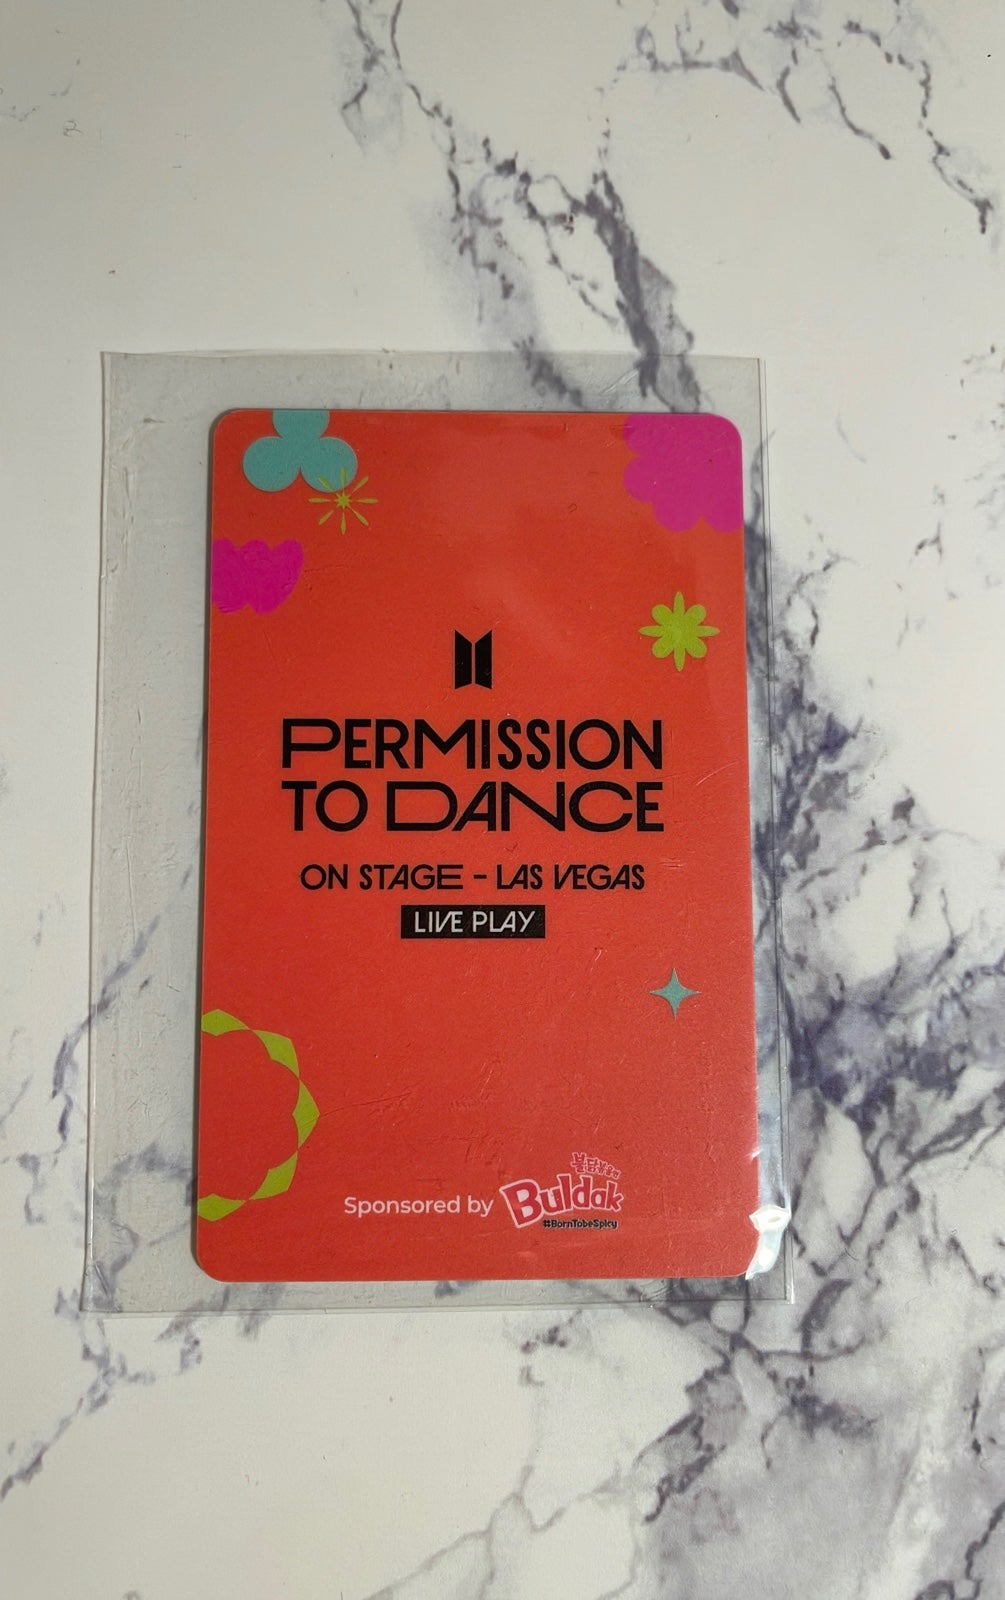 PERMISSION
TO DANCE
ON STAGE - LAS VEGAS
LIVE PLAY
Sponsored by
불닭볶음면
Buldak
#BornTobeSpicy